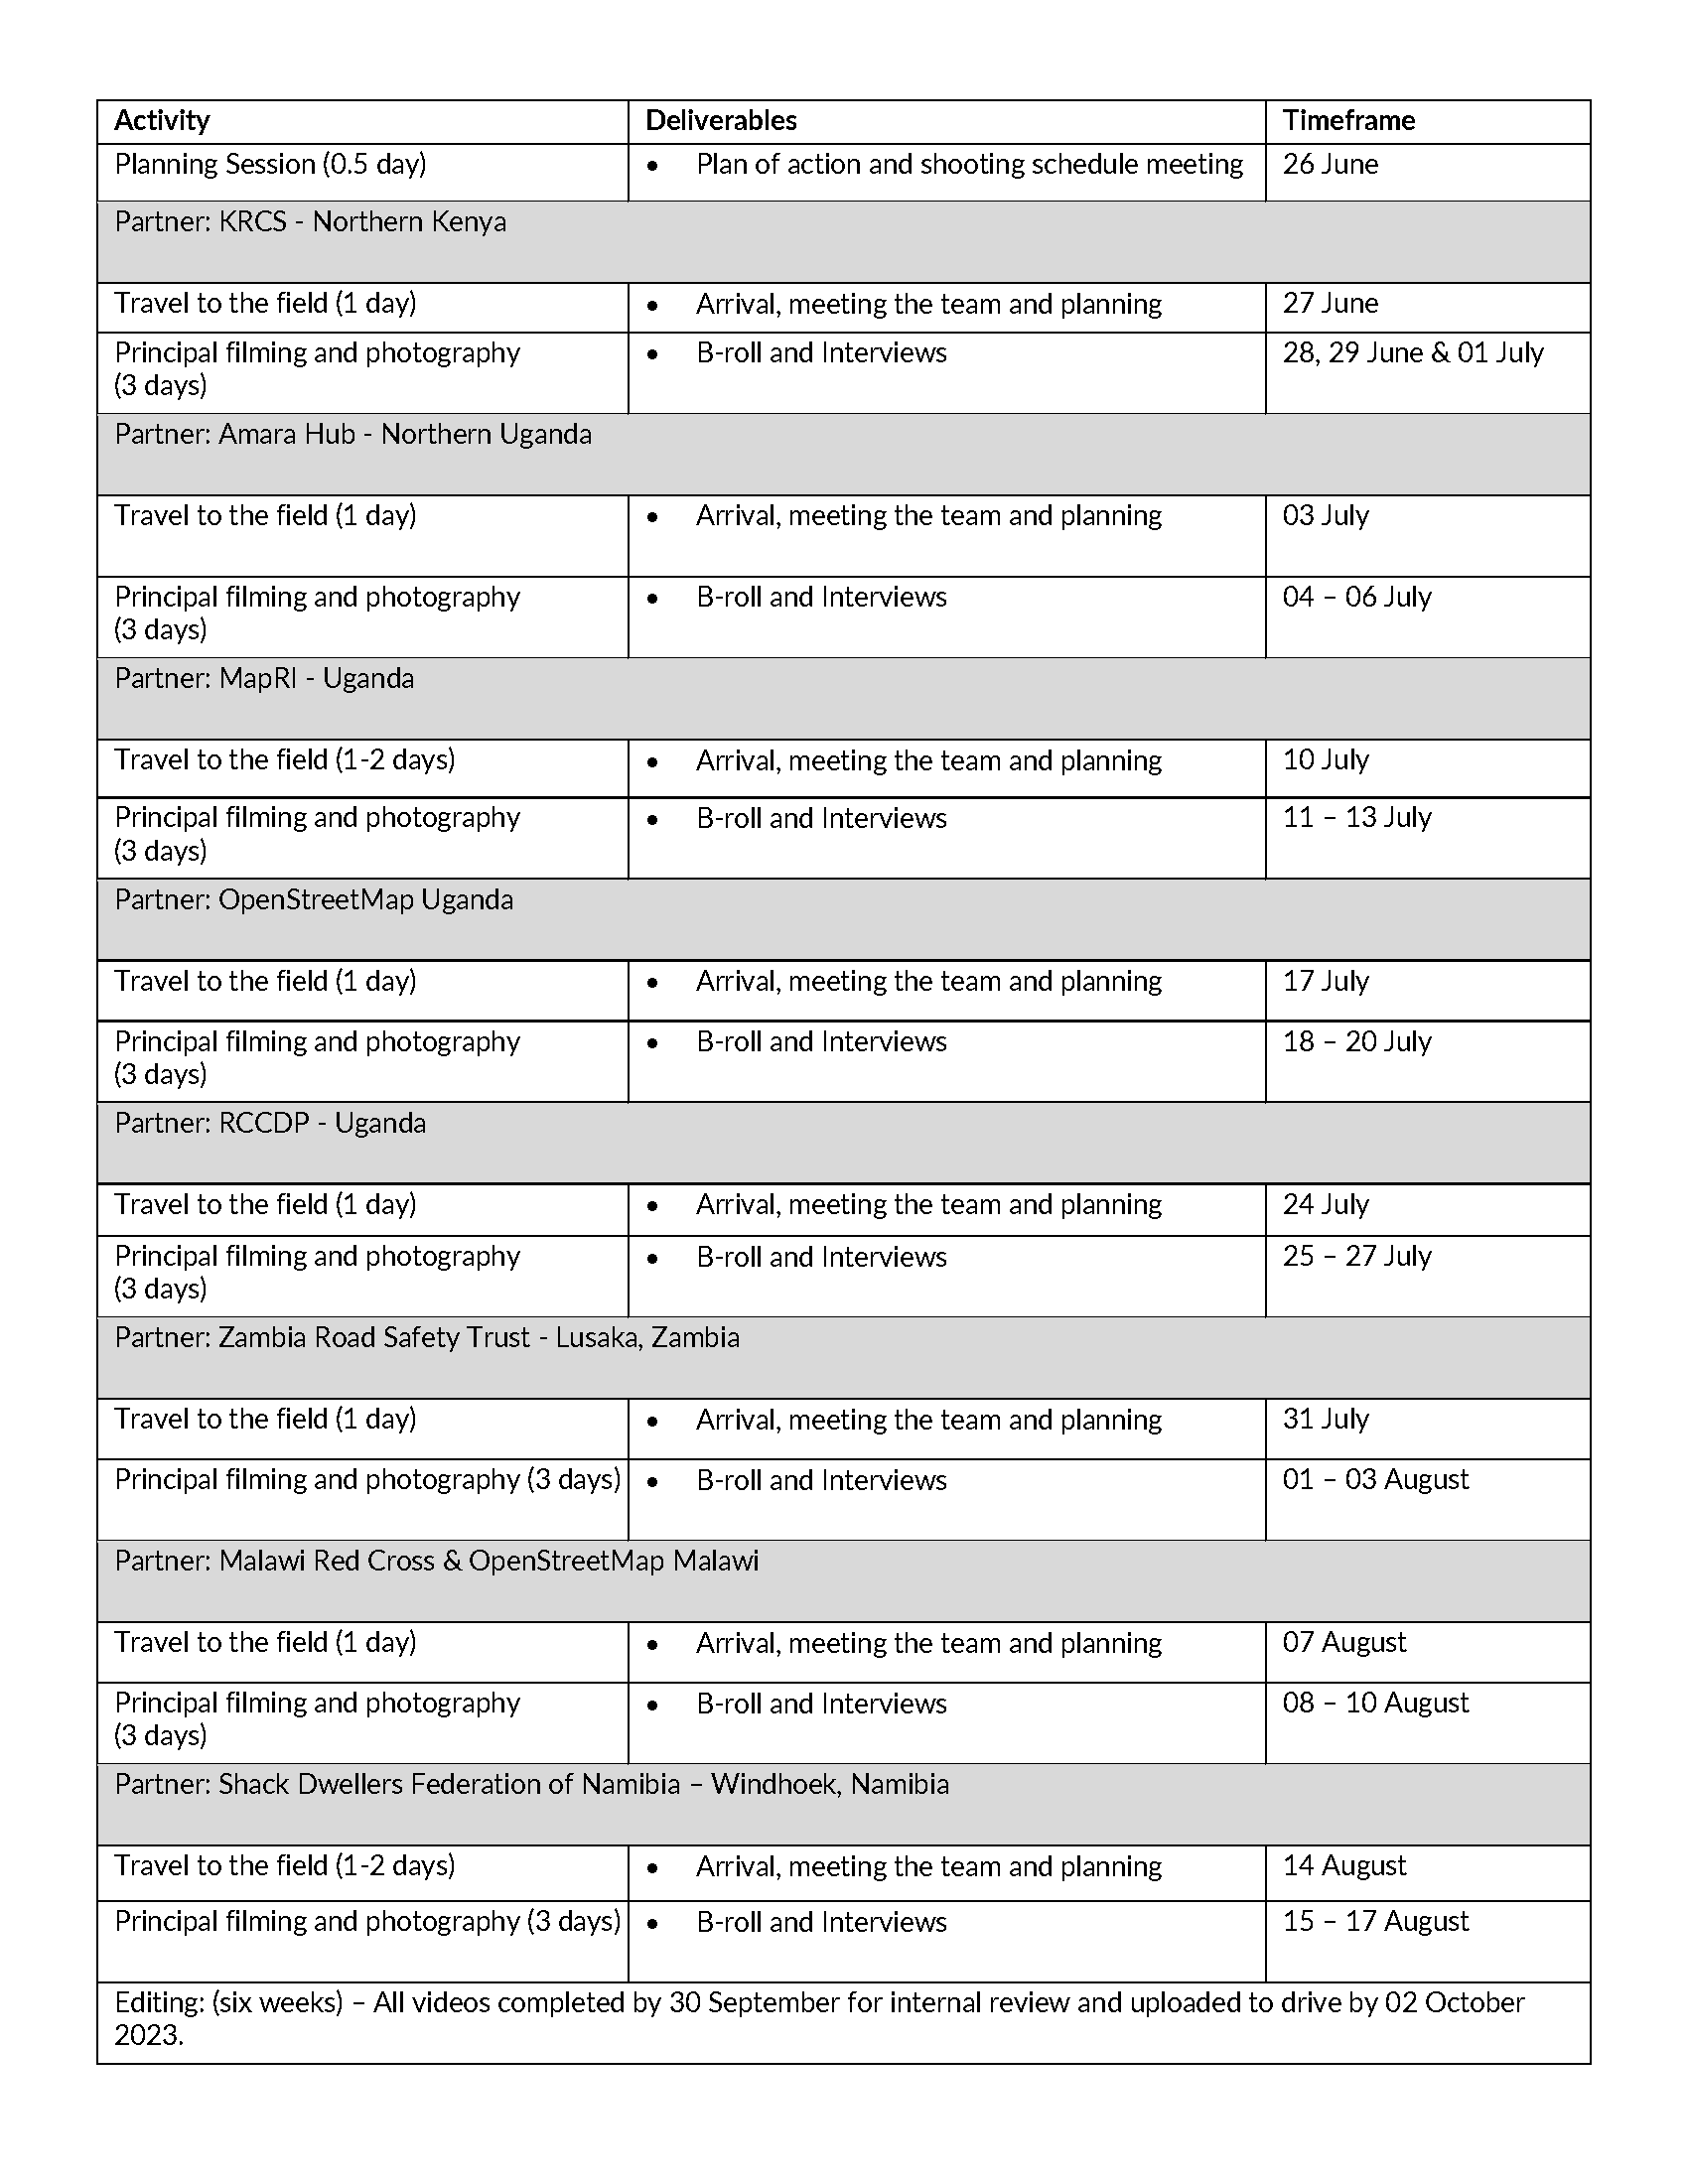 Activity Deliverables Timeframe
Planning Session (0.5 day) • Plan of action and shooting schedule meeting 26 June
Partner: KRCS - Northern Kenya
Travel to the field (1 day) • Arrival, meeting the team and planning 27 June
Principal filming and photography • B-roll and Interviews 28, 29 June & 01 July
(3 days)
Partner: Amara Hub - Northern Uganda
Travel to the field (1 day) • Arrival, meeting the team and planning 03 July
Principal filming and photography • B-roll and Interviews 04 – 06 July
(3 days)
Partner: MapRI - Uganda
Travel to the field (1-2 days) • Arrival, meeting the team and planning 10 July
Principal filming and photography • B-roll and Interviews 11 – 13 July
(3 days)
Partner: OpenStreetMap Uganda
Travel to the field (1 day) • Arrival, meeting the team and planning 17 July
Principal filming and photography • B-roll and Interviews 18 – 20 July
(3 days)
Partner: RCCDP - Uganda
Travel to the field (1 day) • Arrival, meeting the team and planning 24 July
Principal filming and photography • B-roll and Interviews 25 – 27 July
(3 days)
Partner: Zambia Road Safety Trust - Lusaka, Zambia
Travel to the field (1 day) • Arrival, meeting the team and planning 31 July
Principal filming and photography (3 days) • B-roll and Interviews 01 – 03 August
Partner: Malawi Red Cross & OpenStreetMap Malawi
Travel to the field (1 day) • Arrival, meeting the team and planning 07 August
Principal filming and photography • B-roll and Interviews 08 – 10 August
(3 days)
Partner: Shack Dwellers Federation of Namibia – Windhoek, Namibia
Travel to the field (1-2 days) • Arrival, meeting the team and planning 14 August
Principal filming and photography (3 days) • B-roll and Interviews 15 – 17 August
Editing: (six weeks) – All videos completed by 30 September for internal review and uploaded to drive by 02 October
2023.